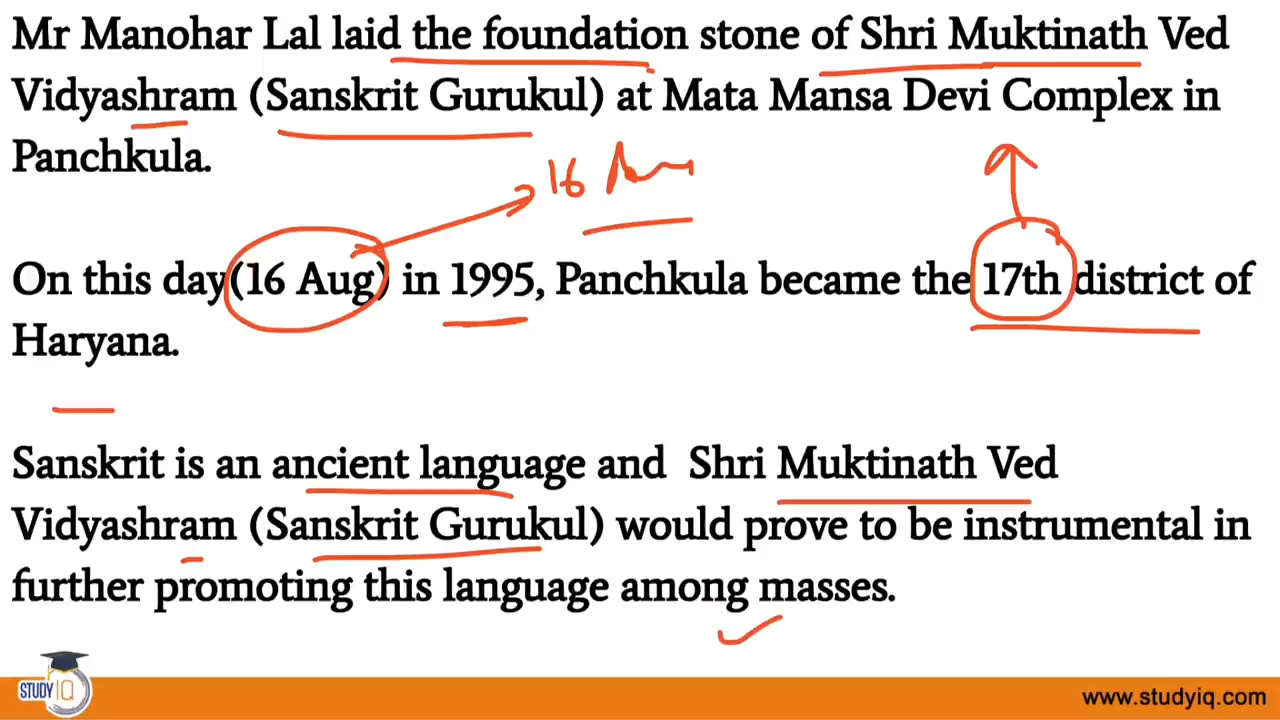 Mr Manohar Lal laid the foundation stone of Shri Muktinath Ved
Vidyashram (Sanskrit Gurukul) at Mata Mansa Devi Complex in
Panchkula.
16
On this day(16 Aug) in 1995, Panchkula became the 17th district of
Haryana.
Sanskrit is an ancient language and Shri Muktinath Ved
Vidyashram (Sanskrit Gurukul) would prove to be instrumental in
further promoting this language among masses.
STUDY IQ
www.studyiq.com